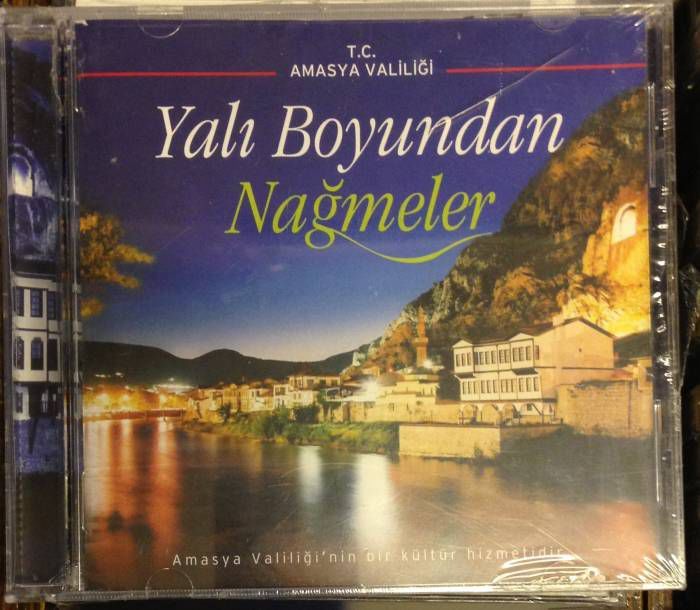 T.C.
AMASYA VALİLİĞİ
Yalı Boyundan
Nağmeler
Amasya Valiliği'nin bir kültür hizmetidir